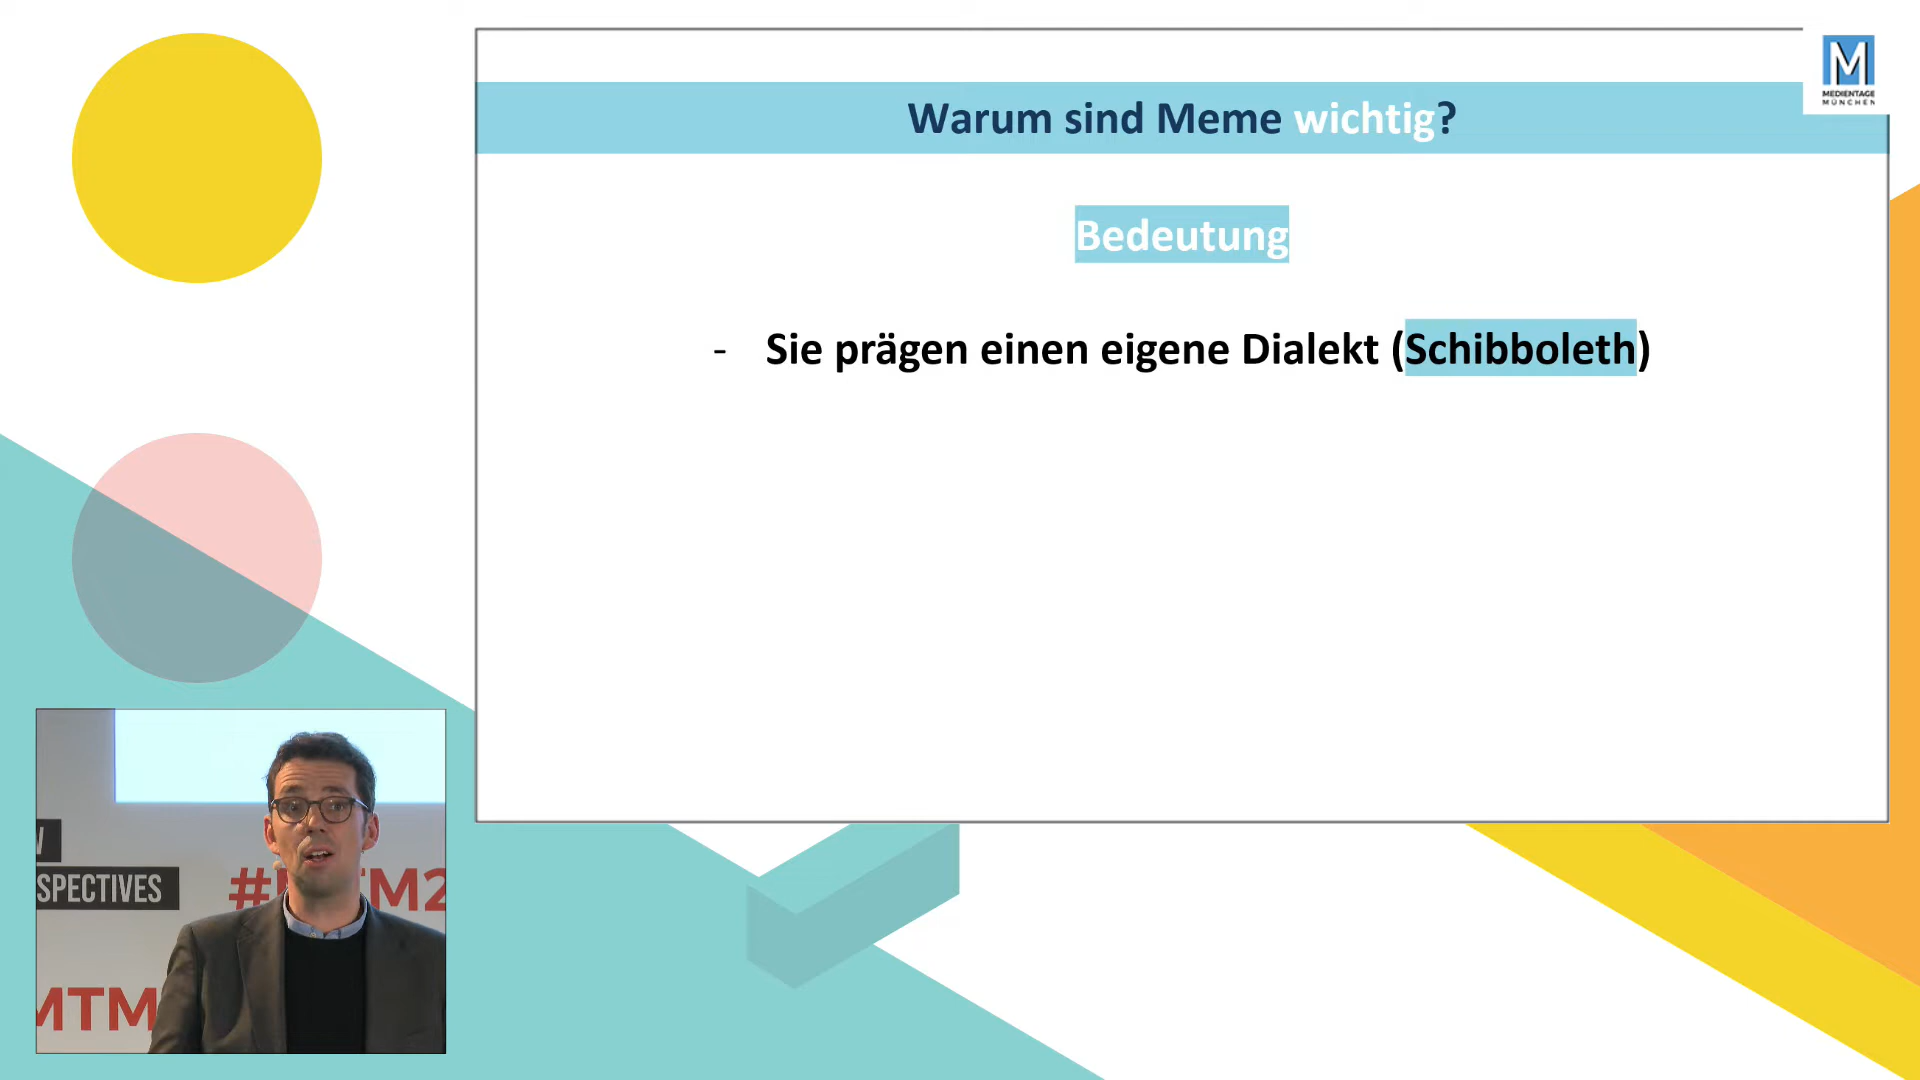 MEDIENTAGE
MÜNCHEN
Warum sind Meme wichtig?
Bedeutung
- Sie prägen einen eigene Dialekt (Schibboleth)
SPECTIVES
MTM